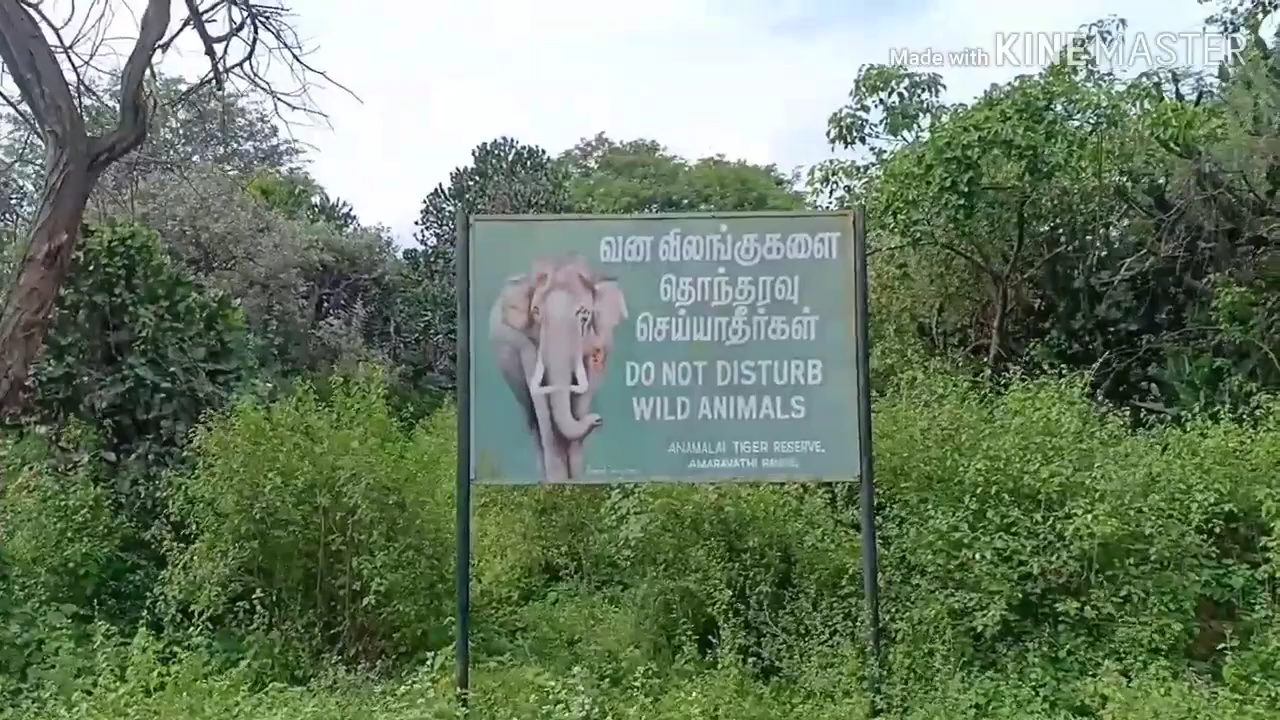 Made with KINEMASTER
வன விலங்குகளை
தொந்தரவு
செய்யாதீர்கள்
DO NOT DISTURB
WILD ANIMALS
ANAMALAI TIGER RESERVE,
AMARAVATHI RANGE.